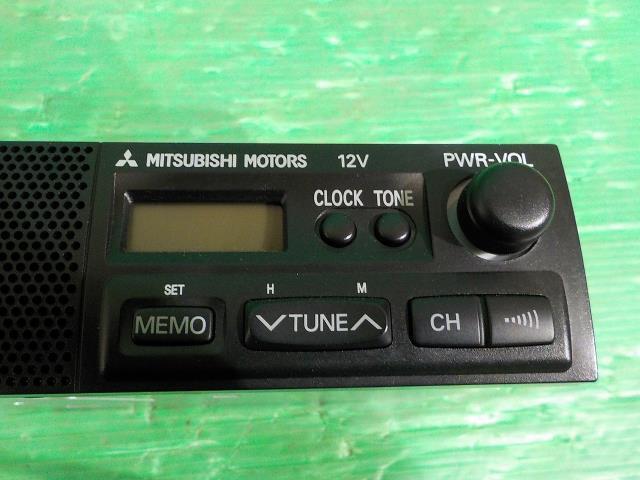 MITSUBISHI MOTORS 12V PWR-VOL
CLOCK TONE
SET H M
MEMO TUNE CH